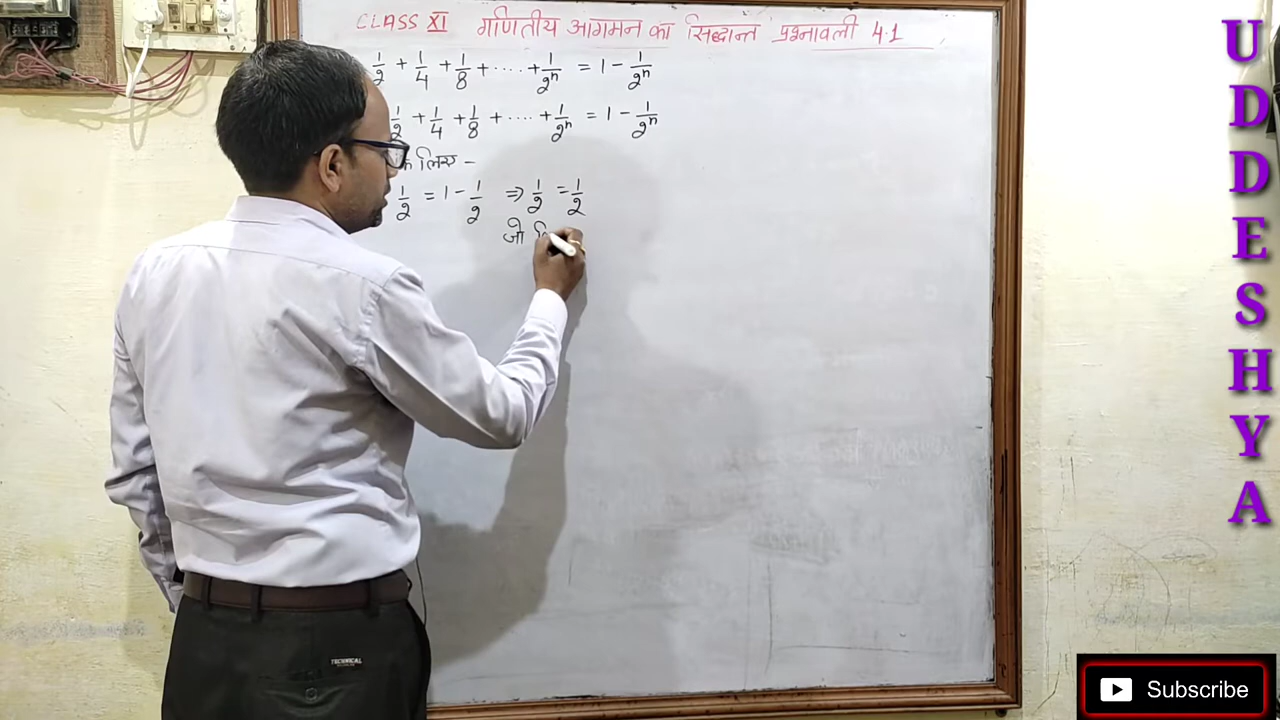 CLASS XI गणितीय आगमन का सिद्धान्त प्रश्नावली 4.1
1/2 + 1/4 + 1/8 + ···· + 1/2ⁿ = 1 - 1/2ⁿ
1/2 + 1/4 + 1/8 + ···· + 1/2ⁿ = 1 - 1/2ⁿ
के लिए -
1/2 = 1 - 1/2 ⇒ 1/2 = 1/2
जो
UDDESHYA
Subscribe
TECHNICAL